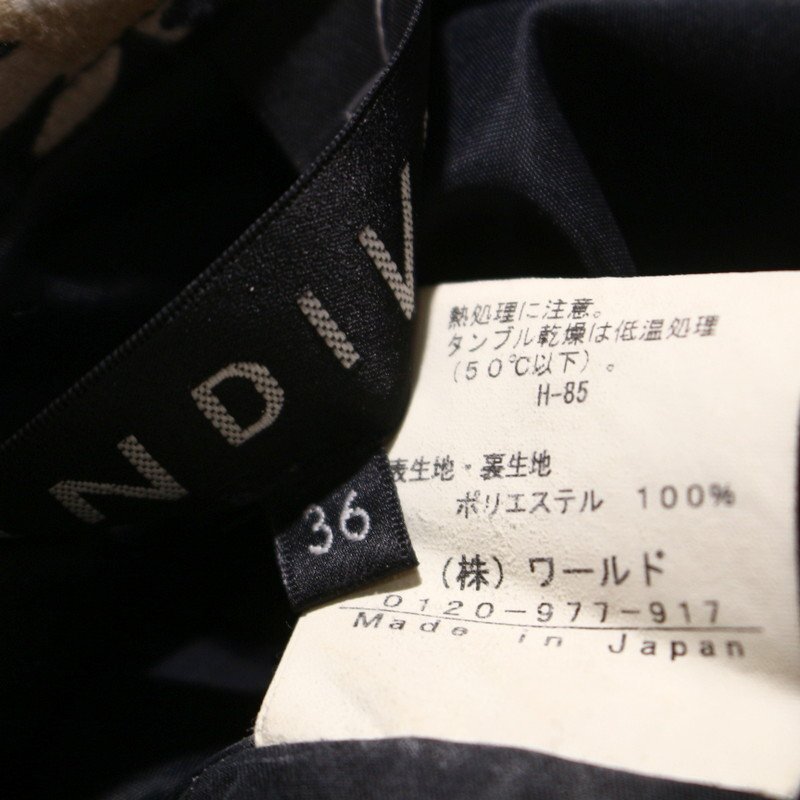 NDIV
36
熱処理に注意。
タンブル乾燥は低温処理
(50℃以下)。
H-85
表生地・裏生地
ポリエステル 100%
(株)ワールド
0120-977-917
Made in Japan